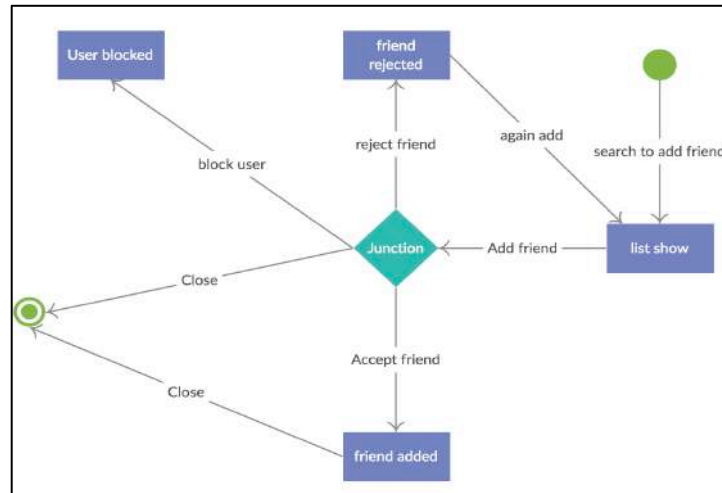 User blocked
friend
rejected
again add
reject friend
search to add friend
block user
Junction
Add friend
list show
Close
Accept friend
Close
friend added